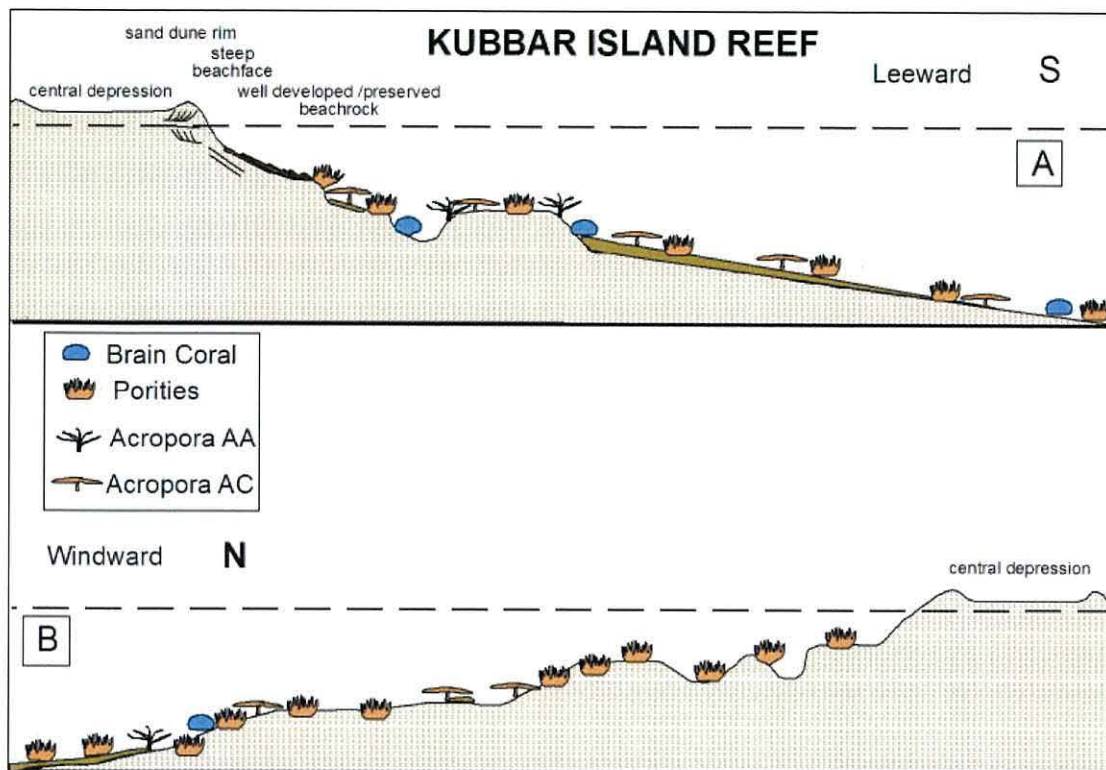 KUBBAR ISLAND REEF
sand dune rim
steep
beachface
central depression
well developed /preserved
beachrock
Leeward S
A
Brain Coral
Porities
Acropora AA
Acropora AC
Windward N
central depression
B